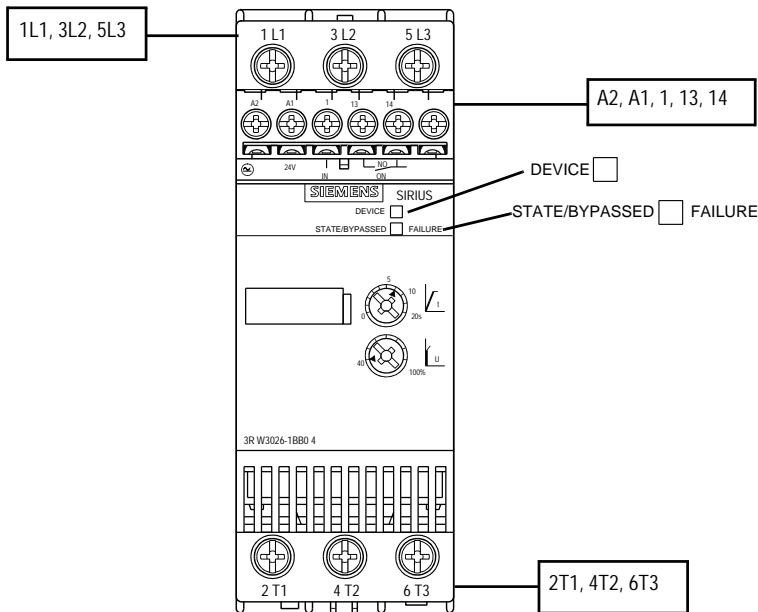 1L1, 3L2, 5L3
1 L1 3 L2 5 L3
A2, A1, 1, 13, 14
A2 A1 1 13 14
24V NO
IN ON
DEVICE
SIEMENS SIRIUS
DEVICE
STATE/BYPASSED FAILURE
STATE/BYPASSED FAILURE
5
10
0 20s t
40 100% U
3R W3026-1BB0 4
2T1, 4T2, 6T3
2 T1 4 T2 6 T3